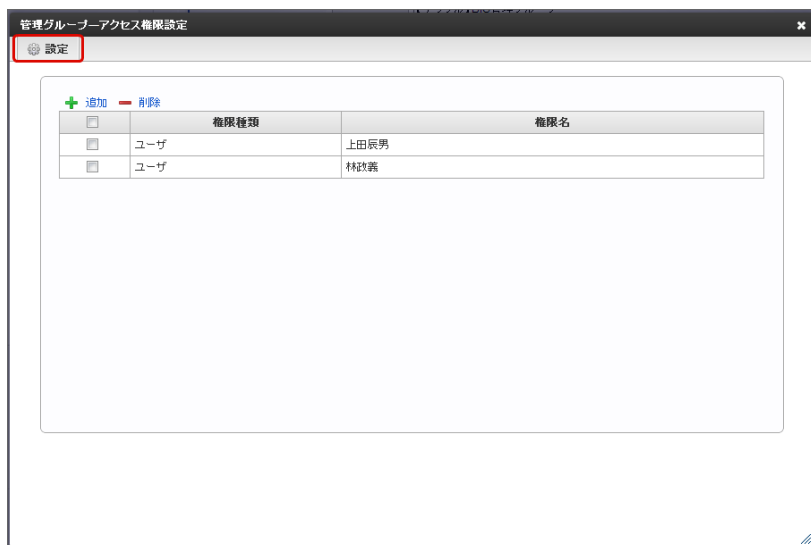 管理グループーアクセス権限設定
設定
追加 削除
権限種類 権限名
ユーザ 上田辰男
ユーザ 林政義